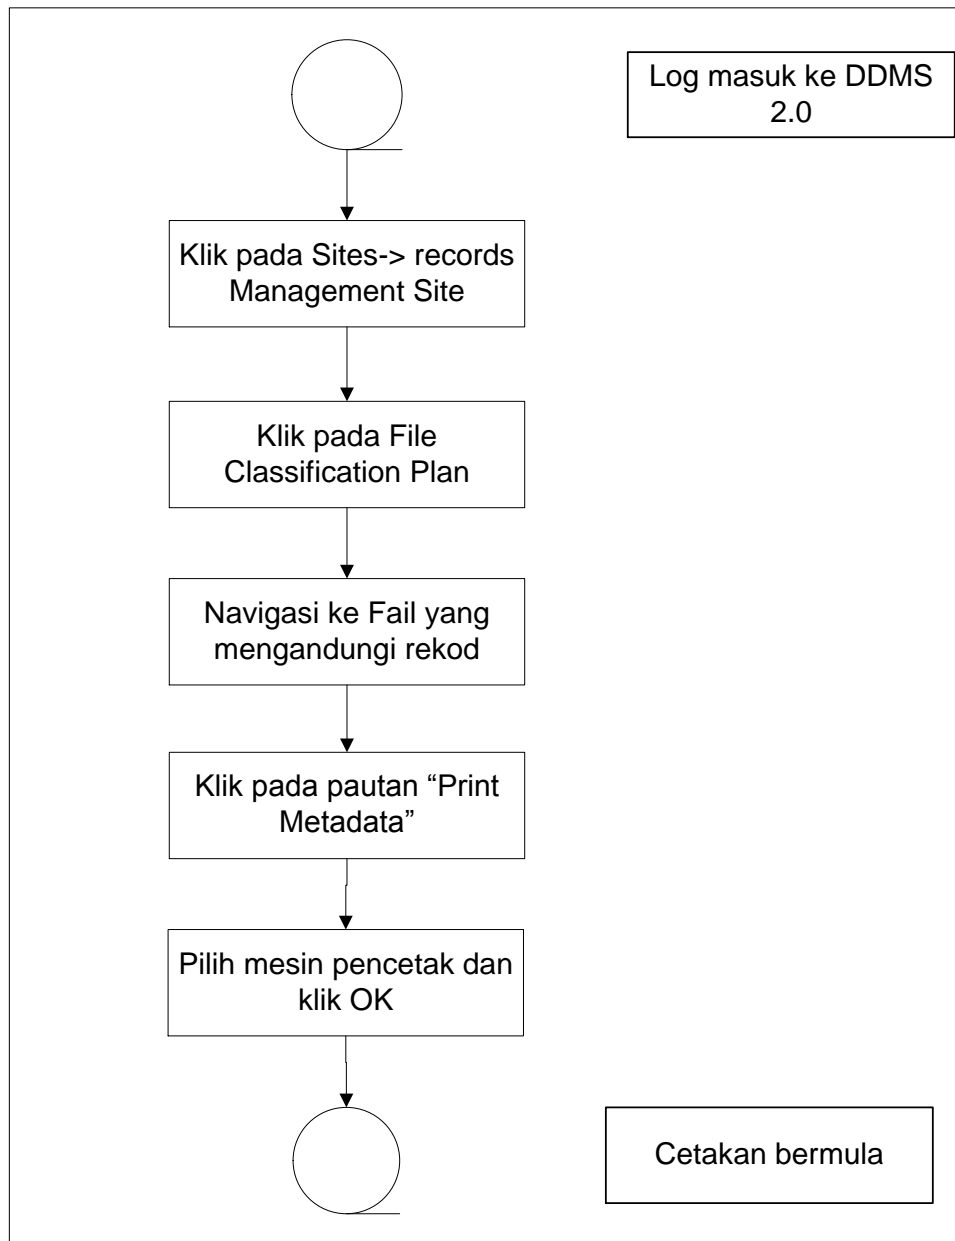 Log masuk ke DDMS
2.0
Klik pada Sites-> records
Management Site
Klik pada File
Classification Plan
Navigasi ke Fail yang
mengandungi rekod
Klik pada pautan “Print
Metadata”
Pilih mesin pencetak dan
klik OK
Cetakan bermula